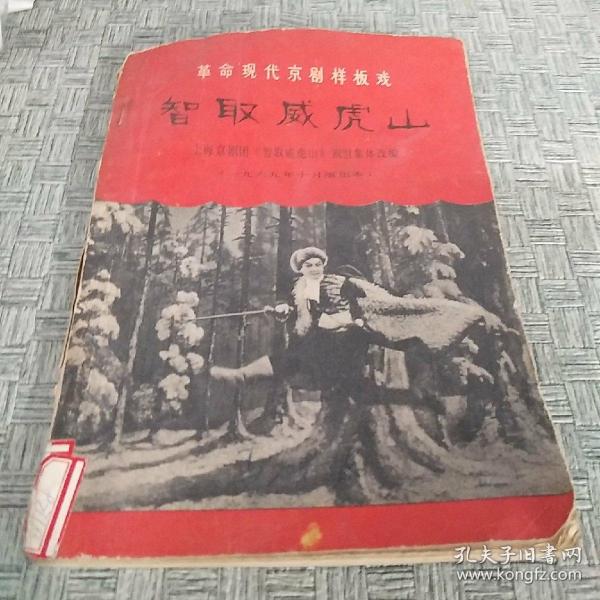 革命现代京剧样板戏
智取威虎山
上海京剧团《智取威虎山》剧组集体改编
（一九六九年十月演出本）
孔夫子旧书网
www.kongfz.com